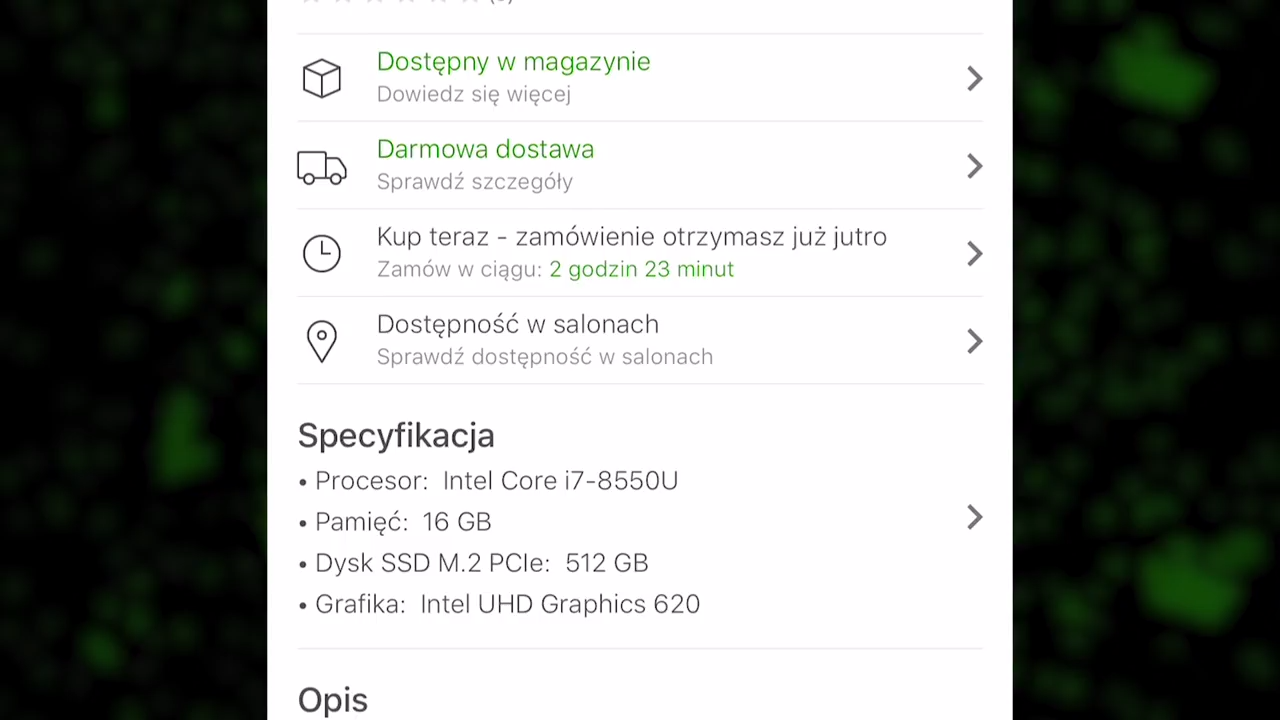 Dostępny w magazynie
Dowiedz się więcej
Darmowa dostawa
Sprawdź szczegóły
Kup teraz - zamówienie otrzymasz już jutro
Zamów w ciągu: 2 godzin 23 minut
Dostępność w salonach
Sprawdź dostępność w salonach
Specyfikacja
• Procesor: Intel Core i7-8550U
• Pamięć: 16 GB
• Dysk SSD M.2 PCIe: 512 GB
• Grafika: Intel UHD Graphics 620
Opis